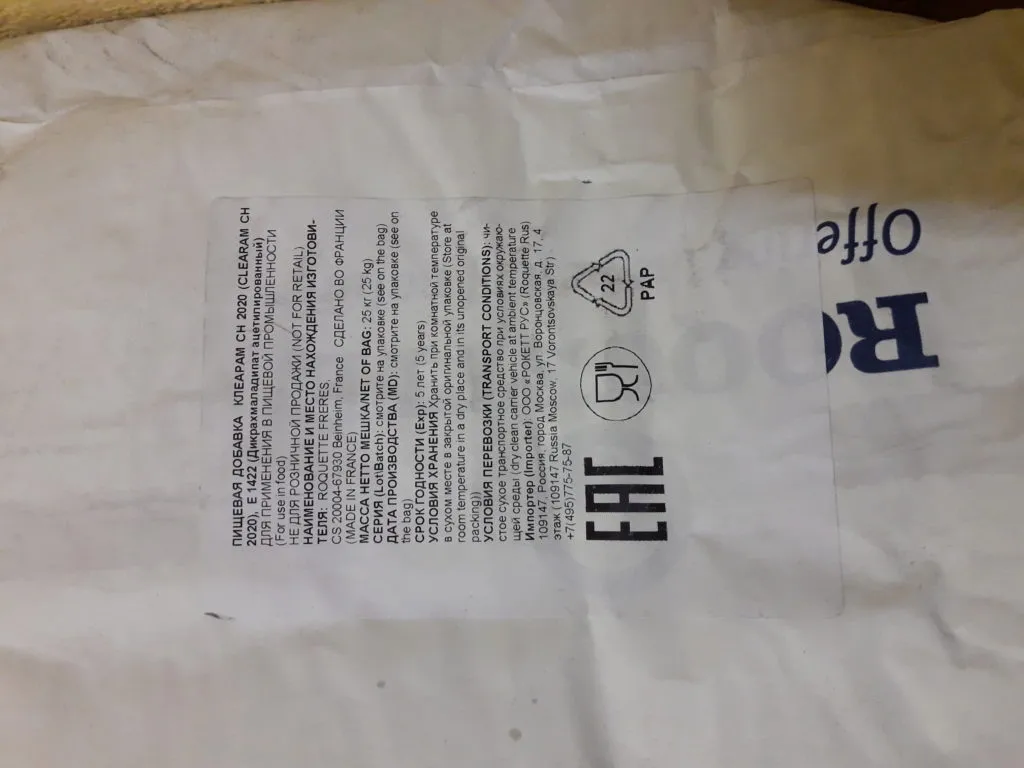 ПИЩЕВАЯ ДОБАВКА КЛЕАРАМ СН 2020 (CLEARAM CH
2020), Е 1422 (Дикрахмаладипат ацетилированный)
ДЛЯ ПРИМЕНЕНИЯ В ПИЩЕВОЙ ПРОМЫШЛЕННОСТИ
(For use in food)
НЕ ДЛЯ РОЗНИЧНОЙ ПРОДАЖИ (NOT FOR RETAIL)
НАИМЕНОВАНИЕ И МЕСТО НАХОЖДЕНИЯ ИЗГОТОВИ-
ТЕЛЯ: ROQUETTE FRERES,
CS 20004-67930 Beinheim, France СДЕЛАНО ВО ФРАНЦИИ
(MADE IN FRANCE)
МАССА НЕТТО МЕШКА/NET OF BAG: 25 кг (25 kg)
СЕРИЯ (Lot\Batch): смотрите на упаковке (see on the bag)
ДАТА ПРОИЗВОДСТВА (MD): смотрите на упаковке (see on
the bag)
СРОК ГОДНОСТИ (Exp): 5 лет (5 years)
УСЛОВИЯ ХРАНЕНИЯ Хранить при комнатной температуре
в сухом месте в закрытой оригинальной упаковке (Store at
room temperature in a dry place and in its unopened original
packing))
УСЛОВИЯ ПЕРЕВОЗКИ (TRANSPORT CONDITIONS): чи-
стое сухое транспортное средство при условиях окружаю-
щей среды (dry clean carrier vehicle at ambient temperature
Импортер (Importer): ООО «РОКЕТТ РУС» (Roquette Rus)
109147, Россия, город Москва, ул. Воронцовская, д. 17, 4
этаж (109147 Russia Moscow, 17 Vorontsovskaya Str)
+7(495)775-75-87
EAC
22
PAP
Ro
Offe